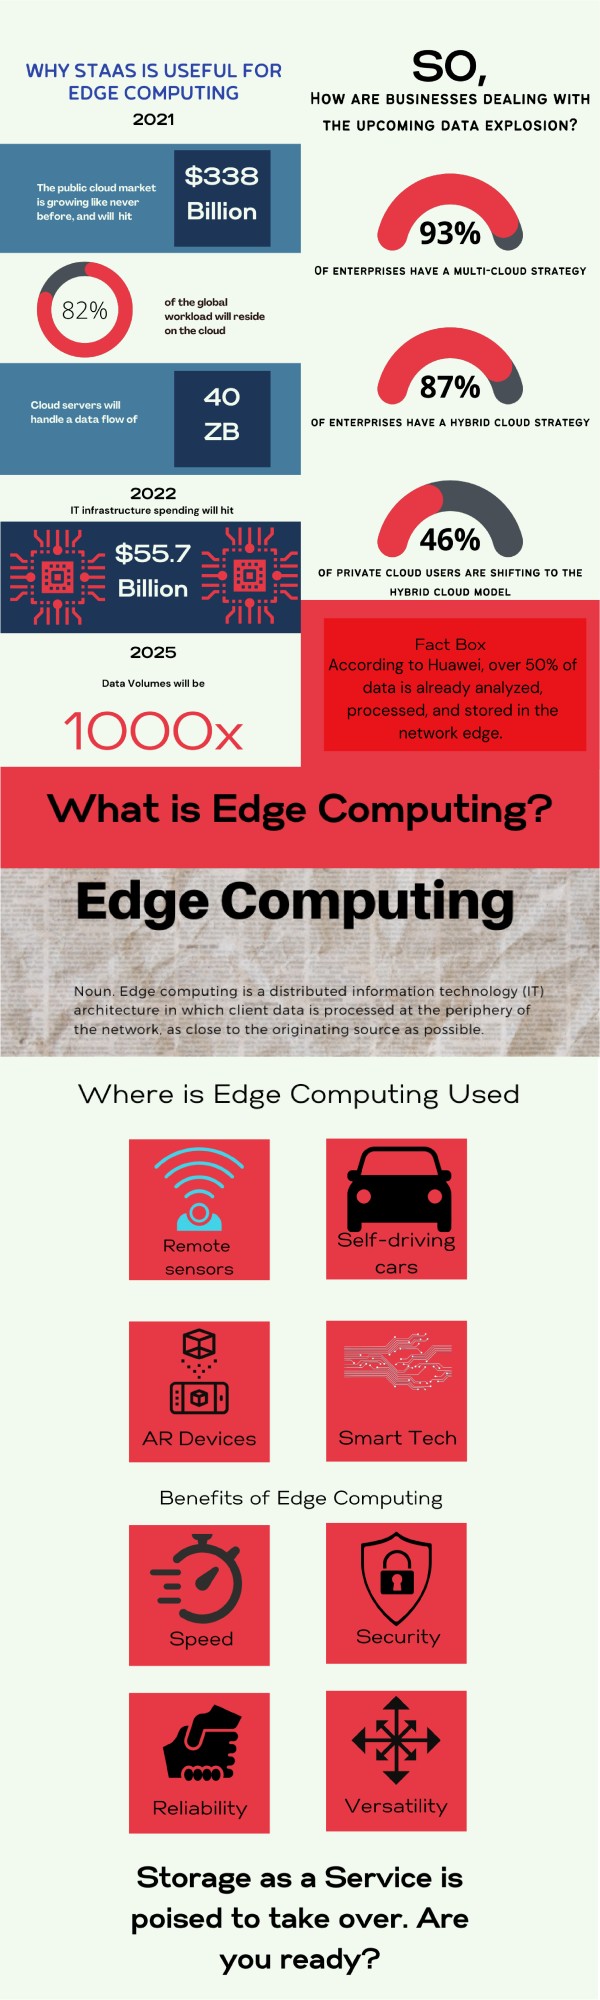 WHY STAAS IS USEFUL FOR
EDGE COMPUTING
2021
The public cloud market
is growing like never
before, and will hit
$338
Billion
82%
of the global
workload will reside
on the cloud
Cloud servers will
handle a data flow of
40
ZB
2022
IT infrastructure spending will hit
$55.7
Billion
2025
Data Volumes will be
1000x
SO,
HOW ARE BUSINESSES DEALING WITH
THE UPCOMING DATA EXPLOSION?
93%
OF ENTERPRISES HAVE A MULTI-CLOUD STRATEGY
87%
OF ENTERPRISES HAVE A HYBRID CLOUD STRATEGY
46%
OF PRIVATE CLOUD USERS ARE SHIFTING TO THE
HYBRID CLOUD MODEL
Fact Box
According to Huawei, over 50% of
data is already analyzed,
processed, and stored in the
network edge.
What is Edge Computing?
Edge Computing
Noun. Edge computing is a distributed information technology (IT)
architecture in which client data is processed at the periphery of
the network, as close to the originating source as possible.
Where is Edge Computing Used
Remote
sensors
Self-driving
cars
AR Devices
Smart Tech
Benefits of Edge Computing
Speed
Security
Reliability
Versatility
Storage as a Service is
poised to take over. Are
you ready?